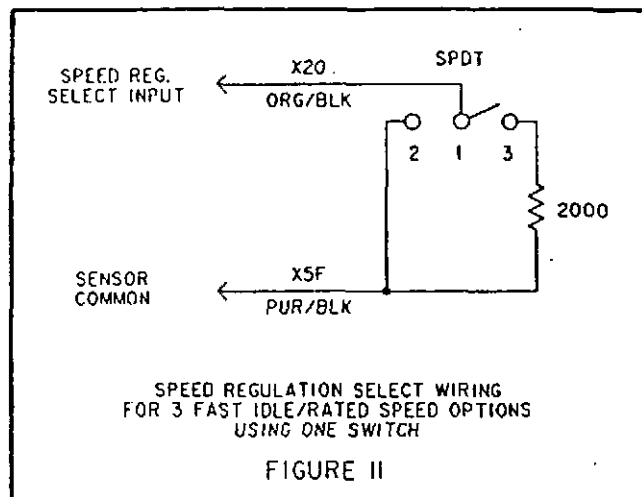 SPDT
SPEED REG.
SELECT INPUT
X20
ORG/BLK
2 1 3
2000
SENSOR
COMMON
X5F
PUR/BLK
SPEED REGULATION SELECT WIRING
FOR 3 FAST IDLE/RATED SPEED OPTIONS
USING ONE SWITCH
FIGURE 11